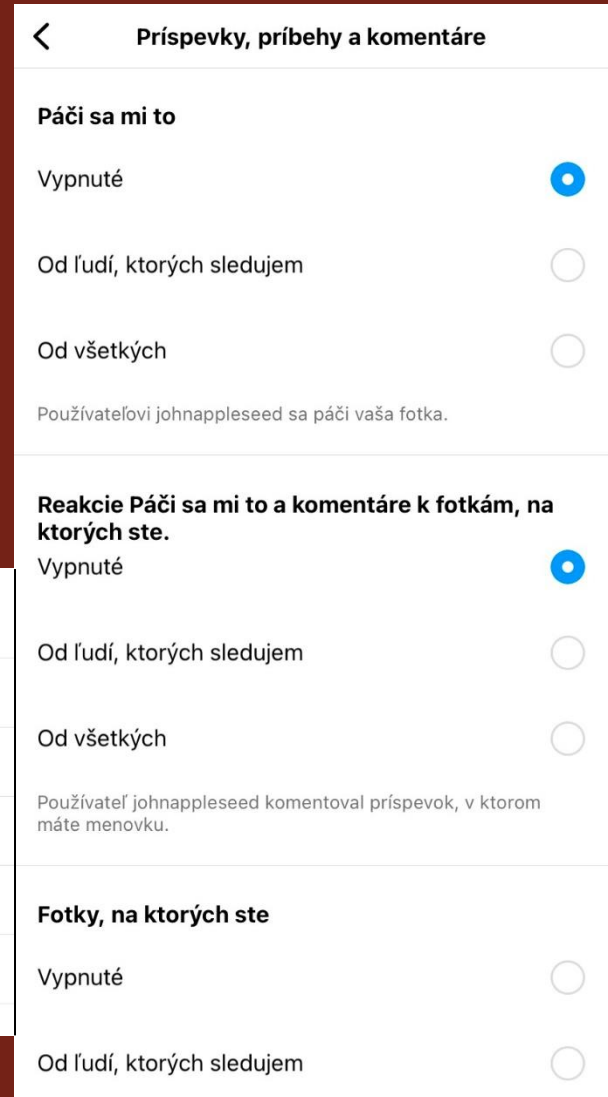 Príspevky, príbehy a komentáre
Páči sa mi to
Vypnuté
Od ľudí, ktorých sledujem
Od všetkých
Používateľovi johnappleseed sa páči vaša fotka.
Reakcie Páči sa mi to a komentáre k fotkám, na
ktorých ste.
Vypnuté
Od ľudí, ktorých sledujem
Od všetkých
Používateľ johnappleseed komentoval príspevok, v ktorom
máte menovku.
Fotky, na ktorých ste
Vypnuté
Od ľudí, ktorých sledujem